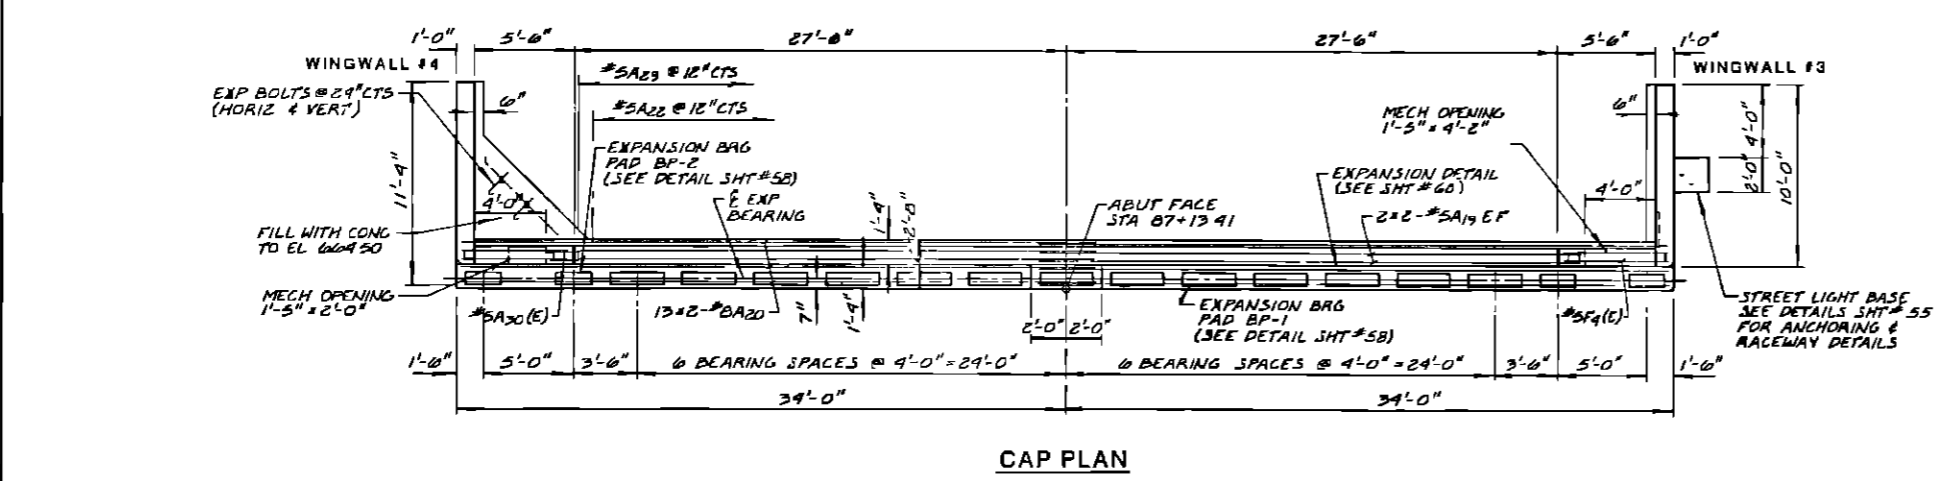 1'-0" 5'-6" 27'-6" 27'-6" 5'-6" 1'-0"
WINGWALL #4
WINGWALL #3
#5A23 @ 12" CTS
EXP BOLTS @ 24" CTS
(HORIZ & VERT)
6"
#5A22 @ 12" CTS
MECH OPENING
1'-5" x 4'-2"
6"
4'-0"
2'-0"
10'-0"
11'-4"
EXPANSION BRG
PAD BP-2
(SEE DETAIL SHT #58)
EXPANSION DETAIL
(SEE SHT #60)
4'-0"
4'-0"
℄ EXP
BEARING
1'-4"
2'-8"
ABUT FACE
STA 87+13 41
2x2-#5A19 EF
FILL WITH CONC
TO EL 664 50
MECH OPENING
1'-5" x 2'-0"
#5A30(E)
13x2-#8A20
7"
1'-4"
2'-0" 2'-0"
EXPANSION BRG
PAD BP-1
(SEE DETAIL SHT #58)
#5F4(E)
STREET LIGHT BASE
SEE DETAILS SHT #55
FOR ANCHORING &
RACEWAY DETAILS
1'-6" 5'-0" 3'-6" 6 BEARING SPACES @ 4'-0" = 24'-0" 6 BEARING SPACES @ 4'-0" = 24'-0" 3'-6" 5'-0" 1'-6"
34'-0" 34'-0"
CAP PLAN